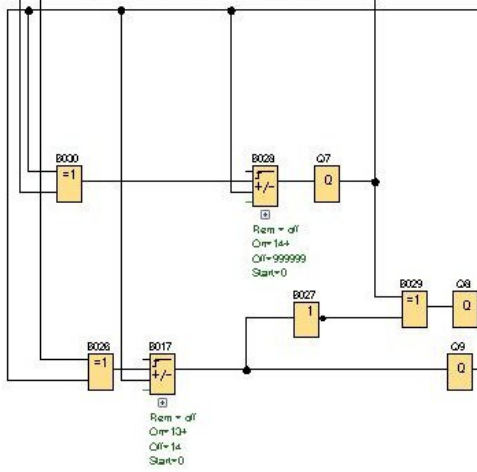 B030
=1
B028
+/-
Q7
Q
Rem = off
On=14+
Off=999999
Start=0
B027
1
B029
=1
Q8
Q
B026
=1
B017
+/-
Q9
Q
Rem = off
On=13+
Off=14
Start=0